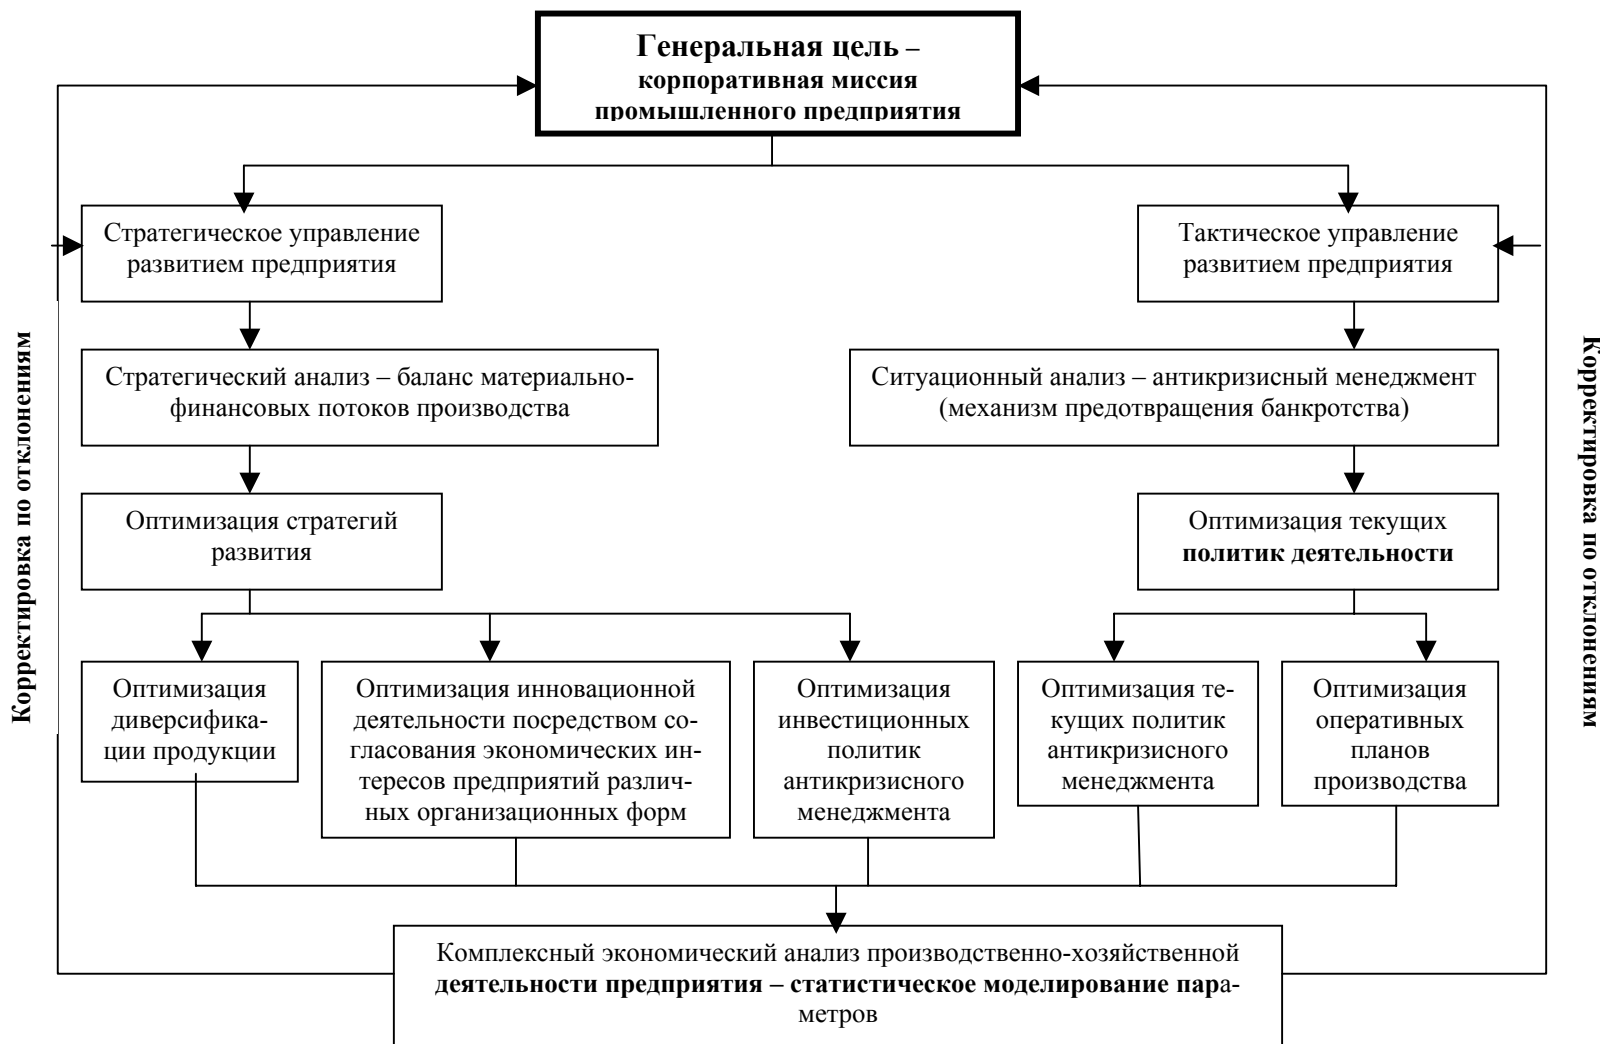 Генеральная цель –
корпоративная миссия
промышленного предприятия
Стратегическое управление
развитием предприятия
Тактическое управление
развитием предприятия
Корректировка по отклонениям
Корректировка по отклонениям
Стратегический анализ – баланс материально-
финансовых потоков производства
Ситуационный анализ – антикризисный менеджмент
(механизм предотвращения банкротства)
Оптимизация стратегий
развития
Оптимизация текущих
политик деятельности
Оптимизация
диверсифика-
ции продукции
Оптимизация инновационной
деятельности посредством со-
гласования экономических ин-
тересов предприятий различ-
ных организационных форм
Оптимизация
инвестиционных
политик
антикризисного
менеджмента
Оптимизация те-
кущих политик
антикризисного
менеджмента
Оптимизация
оперативных
планов
производства
Комплексный экономический анализ производственно-хозяйственной
деятельности предприятия – статистическое моделирование пара-
метров